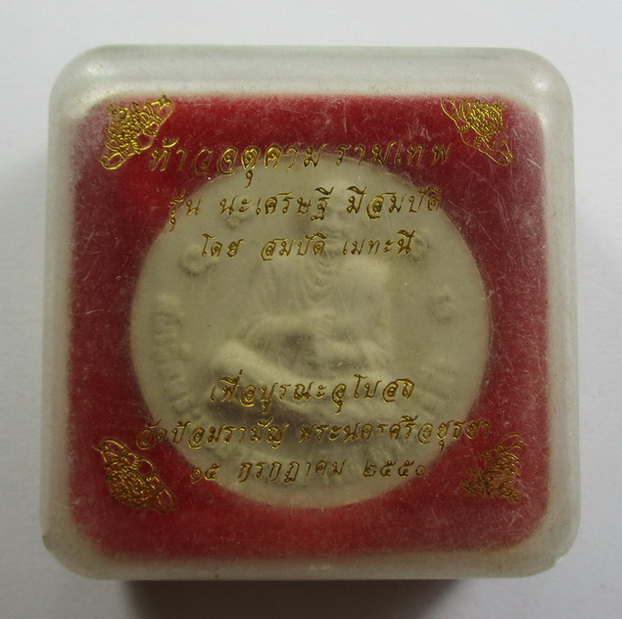 ท้าวจตุคาม รามเทพ
รุ่น นะเศรษฐี มีสมบัติ
โดย สมบัติ เมทะนี
เพื่อบูรณะอุโบสถ
วัดป้อมรามัญ พระนครศรีอยุธยา
๑๕ กรกฎาคม ๒๕๕๐